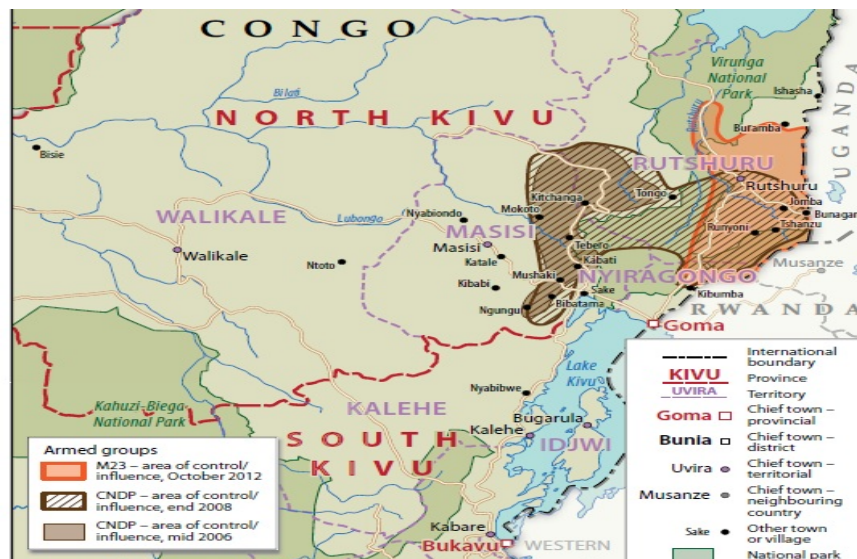 CONGO
Virunga
National
Park
Ishasha
UGANDA
Bilati
NORTH KIVU
Rutshuru
Buramba
Bisie
RUTSHURU
Rutshuru
Tongo
Kitchanga
Jomba
Bunagana
WALIKALE
Lubongo
Nyabiondo
Mokoto
MASISI
Runyoni
Tshanzu
Walikale
Masisi
Tebero
Musanze
Ntoto
Katale
Kabati
NYIRAGONGO
Kibabi
Mushaki
Sake
Kibumba
Bibatama
Ngungu
RWANDA
Goma
Lake
Kivu
Nyabibwe
Kahuzi-Biega
National Park
KALEHE
Bugarula
Kalehe
IDJWI
SOUTH
KIVU
Kabare
Bukavu
WESTERN
Armed groups
M23 – area of control/
influence, October 2012
CNDP – area of control/
influence, end 2008
CNDP – area of control/
influence, mid 2006
International
boundary
KIVU Province
UVIRA Territory
Goma Chief town –
provincial
Bunia Chief town –
district
Uvira Chief town –
territorial
Musanze Chief town –
neighbouring
country
Sake Other town
or village
National park